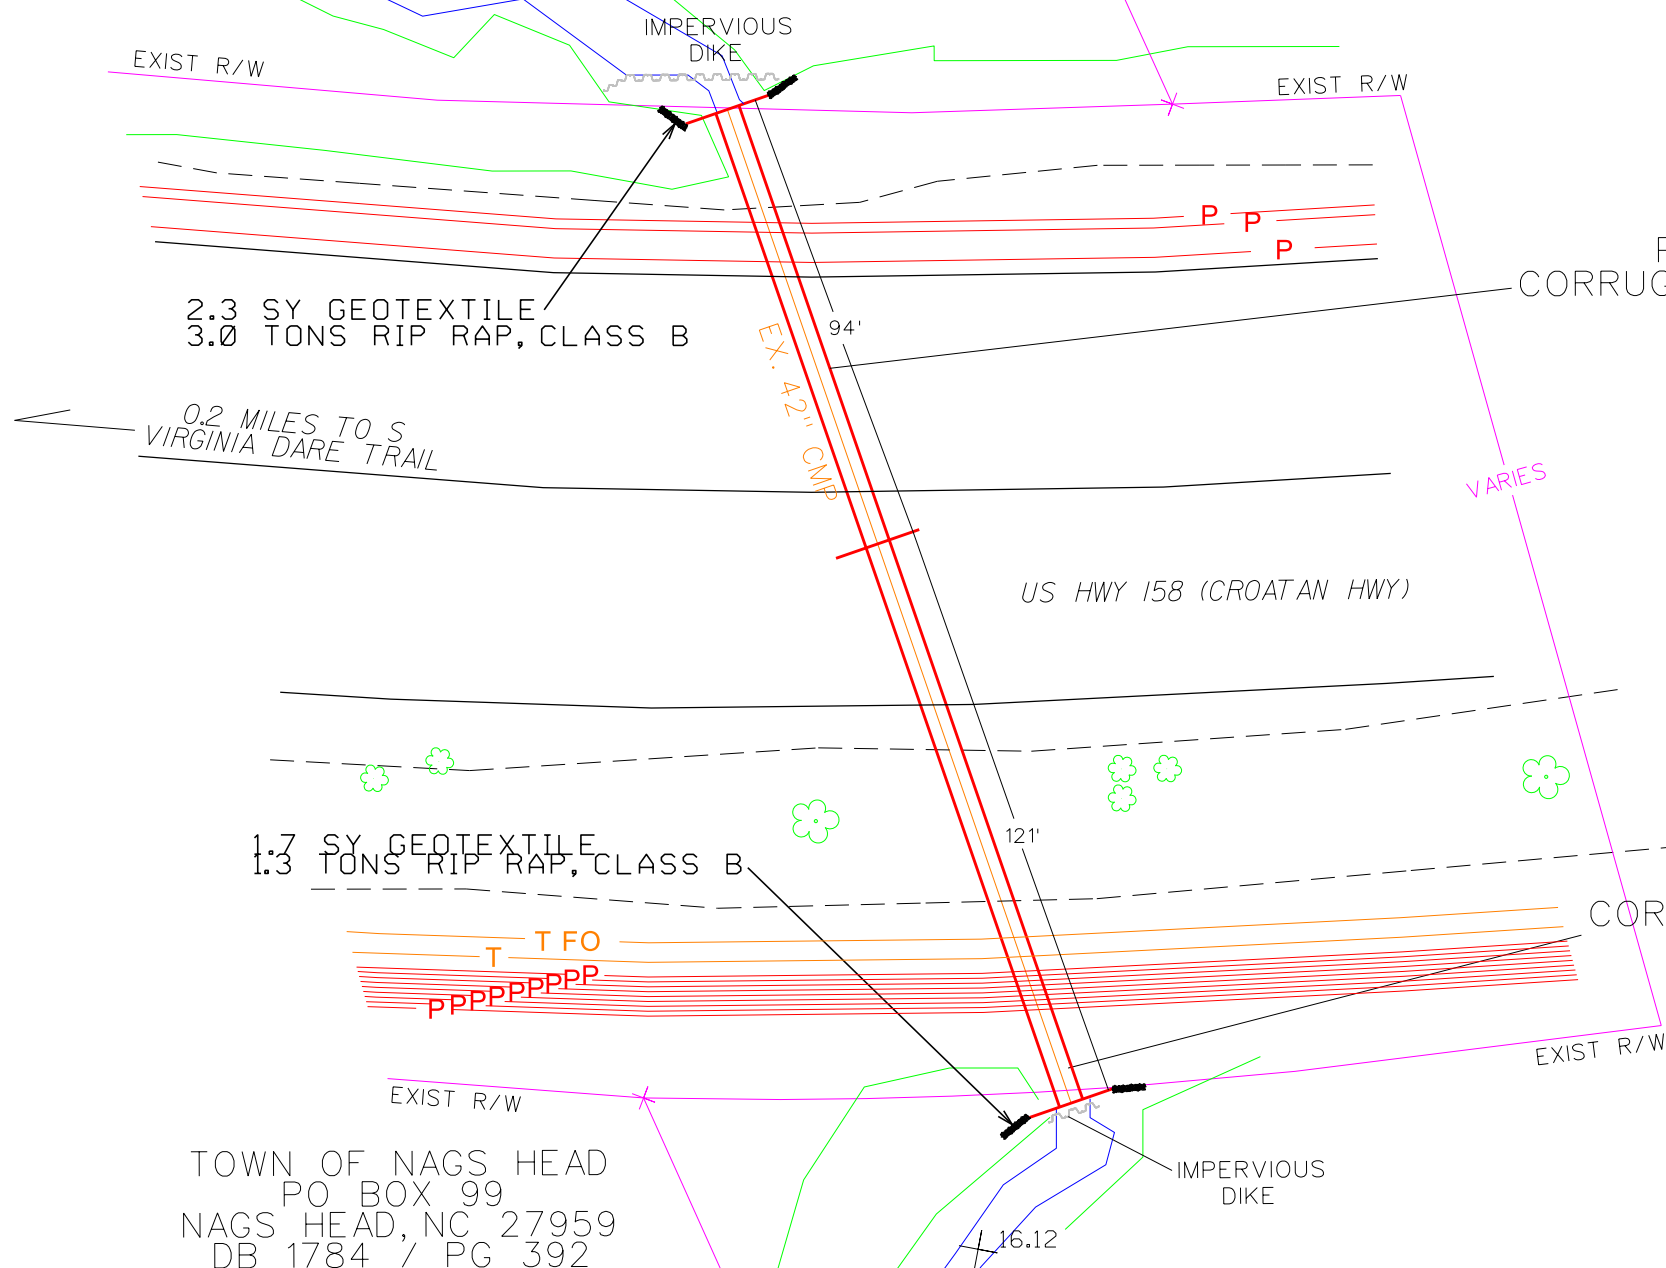 IMPERVIOUS
DIKE
EXIST R/W
EXIST R/W
P
P
P
CORRUG
2.3 SY GEOTEXTILE
3.0 TONS RIP RAP, CLASS B
94'
EX. 42" CMP
0.2 MILES TO S
VIRGINIA DARE TRAIL
VARIES
US HWY 158 (CROATAN HWY)
121'
1.7 SY GEOTEXTILE
1.3 TONS RIP RAP, CLASS B
COR
T FO
T
PPPPPPPPP
EXIST R/W
EXIST R/W
TOWN OF NAGS HEAD
PO BOX 99
NAGS HEAD, NC 27959
DB 1784 / PG 392
IMPERVIOUS
DIKE
16.12